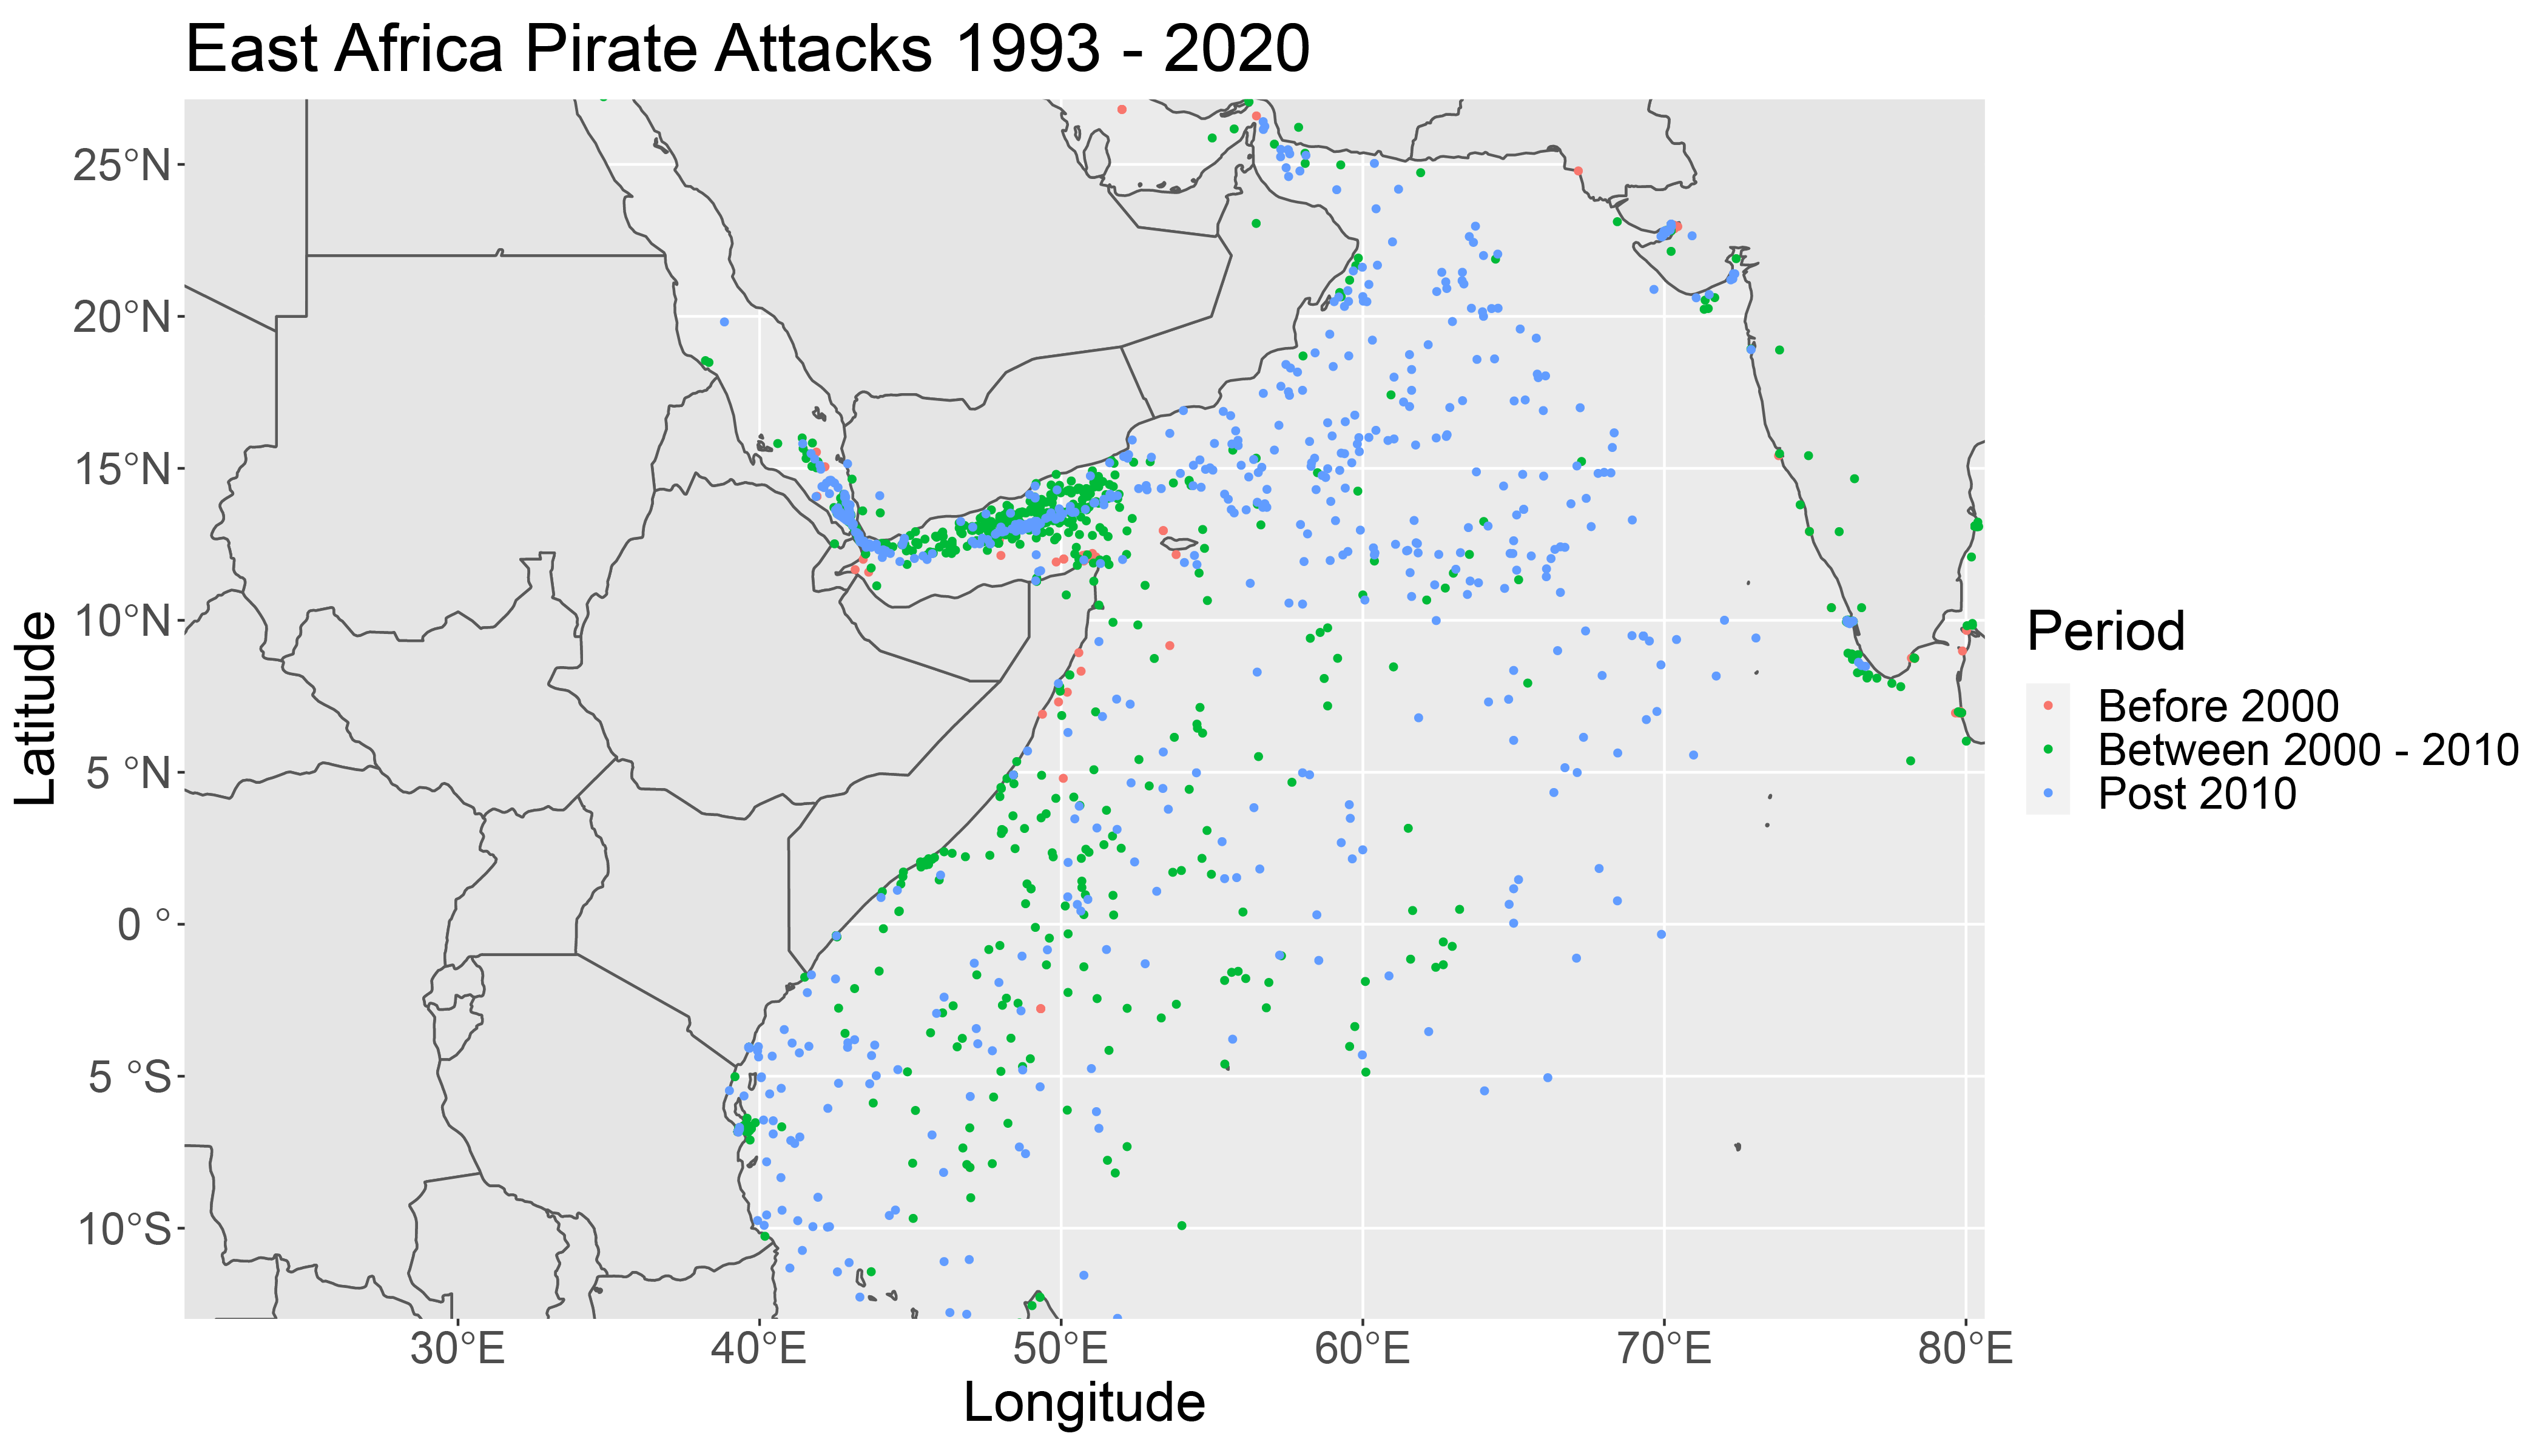 East Africa Pirate Attacks 1993 - 2020
25°N
20°N
15°N
10°N
5 °N
0 °
5 °S
10°S
Latitude
30°E
40°E
50°E
60°E
70°E
80°E
Longitude
Period
Before 2000
Between 2000 - 2010
Post 2010